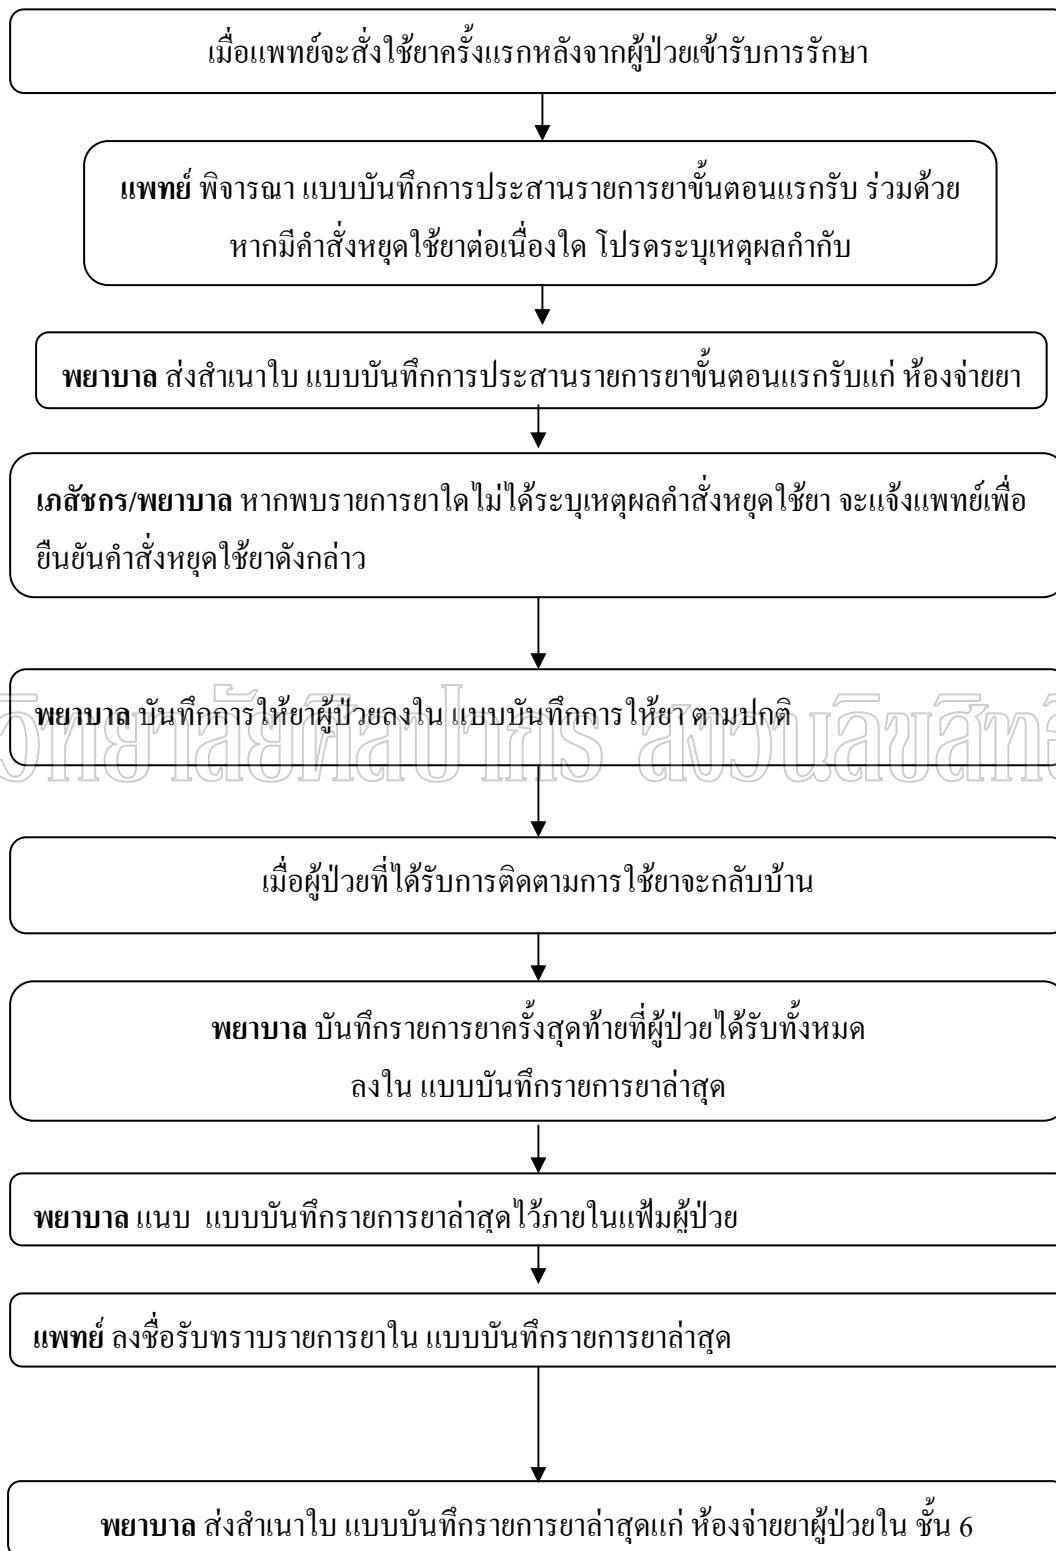 เมื่อแพทย์จะสั่งใช้ยาครั้งแรกหลังจากผู้ป่วยเข้ารับการรักษา
แพทย์ พิจารณา แบบบันทึกการประสานรายการยาขั้นตอนแรกรับ ร่วมด้วย
หากมีคำสั่งหยุดใช้ยาต่อเนื่องใด โปรดระบุเหตุผลกำกับ
พยาบาล ส่งสำเนาใบ แบบบันทึกการประสานรายการยาขั้นตอนแรกรับแก่ ห้องจ่ายยา
เภสัชกร/พยาบาล หากพบรายการยาใดไม่ได้ระบุเหตุผลคำสั่งหยุดใช้ยา จะแจ้งแพทย์เพื่อ
ยืนยันคำสั่งหยุดใช้ยาดังกล่าว
พยาบาล บันทึกการให้ยาผู้ป่วยลงใน แบบบันทึกการให้ยา ตามปกติ
วิทยาลัยศิลปากร สงวนลิขสิทธิ์
เมื่อผู้ป่วยที่ได้รับการติดตามการใช้ยาจะกลับบ้าน
พยาบาล บันทึกรายการยาครั้งสุดท้ายที่ผู้ป่วยได้รับทั้งหมด
ลงใน แบบบันทึกรายการยาล่าสุด
พยาบาล แนบ แบบบันทึกรายการยาล่าสุดไว้ภายในแฟ้มผู้ป่วย
แพทย์ ลงชื่อรับทราบรายการยาใน แบบบันทึกรายการยาล่าสุด
พยาบาล ส่งสำเนาใบ แบบบันทึกรายการยาล่าสุดแก่ ห้องจ่ายยาผู้ป่วยใน ชั้น 6